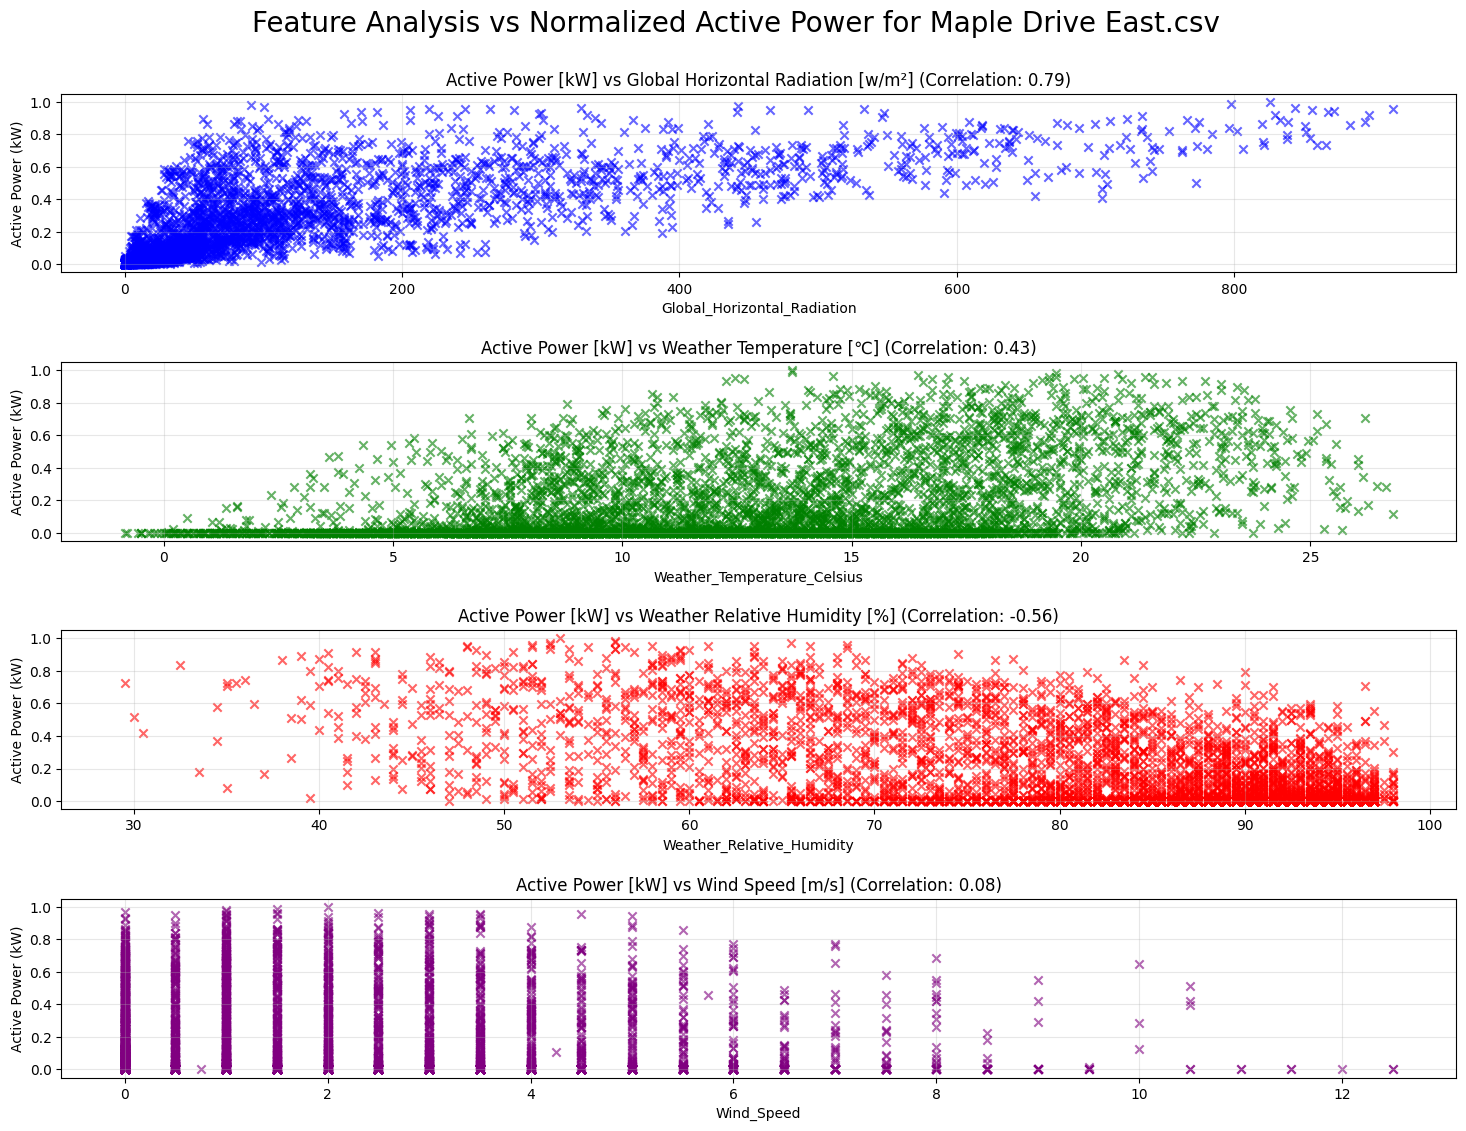 Feature Analysis vs Normalized Active Power for Maple Drive East.csv
Active Power [kW] vs Global Horizontal Radiation [w/m²] (Correlation: 0.79)
Active Power (kW)
1.0
0.8
0.6
0.4
0.2
0.0
0 200 400 600 800
Global_Horizontal_Radiation
Active Power [kW] vs Weather Temperature [℃] (Correlation: 0.43)
Active Power (kW)
1.0
0.8
0.6
0.4
0.2
0.0
0 5 10 15 20 25
Weather_Temperature_Celsius
Active Power [kW] vs Weather Relative Humidity [%] (Correlation: -0.56)
Active Power (kW)
1.0
0.8
0.6
0.4
0.2
0.0
30 40 50 60 70 80 90 100
Weather_Relative_Humidity
Active Power [kW] vs Wind Speed [m/s] (Correlation: 0.08)
Active Power (kW)
1.0
0.8
0.6
0.4
0.2
0.0
0 2 4 6 8 10 12
Wind_Speed